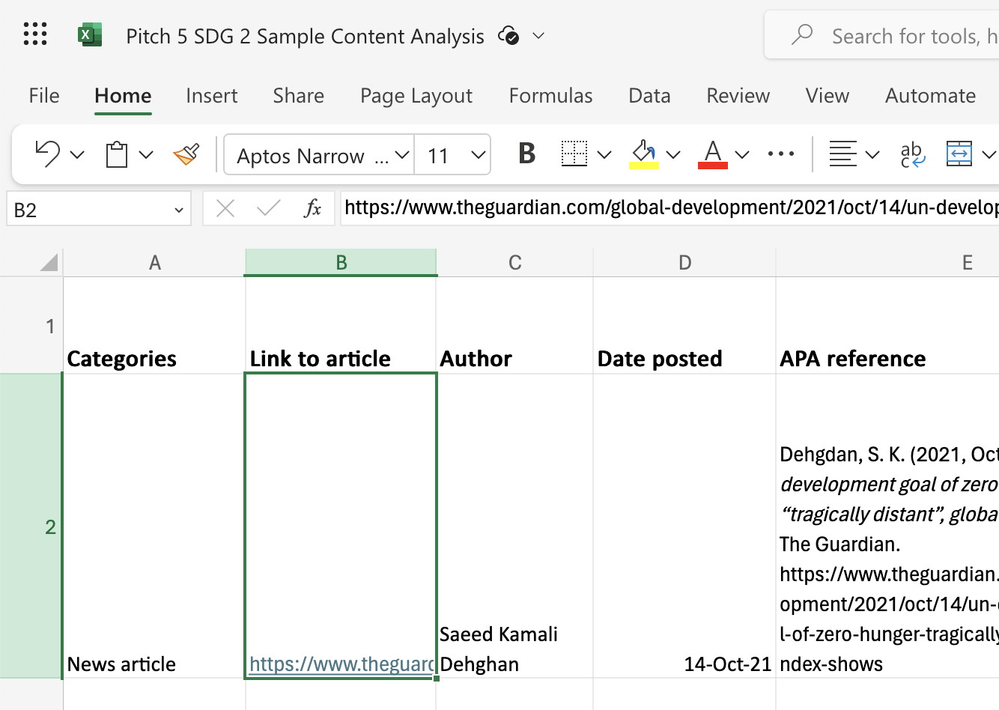 Pitch 5 SDG 2 Sample Content Analysis
Search for tools, h
File Home Insert Share Page Layout Formulas Data Review View Automate
Aptos Narrow ... 11 B A ab c
B2 fx https://www.theguardian.com/global-development/2021/oct/14/un-develop
A B C D E
1
Categories Link to article Author Date posted APA reference
2
Dehgdan, S. K. (2021, Oct
development goal of zero
“tragically distant”, globa
The Guardian.
https://www.theguardian.
opment/2021/oct/14/un-
l-of-zero-hunger-tragically
ndex-shows
News article
https://www.theguard
Saeed Kamali
Dehghan
14-Oct-21